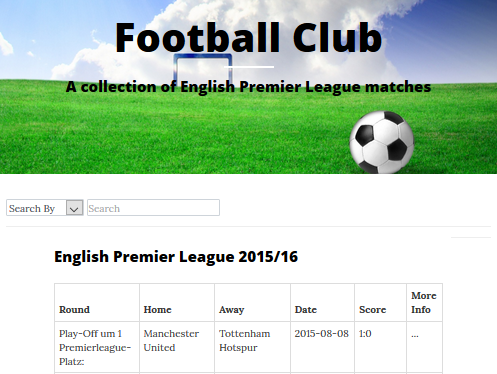 Football Club
A collection of English Premier League matches
Search By Search
English Premier League 2015/16
Round Home Away Date Score More Info
Play-Off um 1 Premierleague-Platz: Manchester United Tottenham Hotspur 2015-08-08 1:0 ...